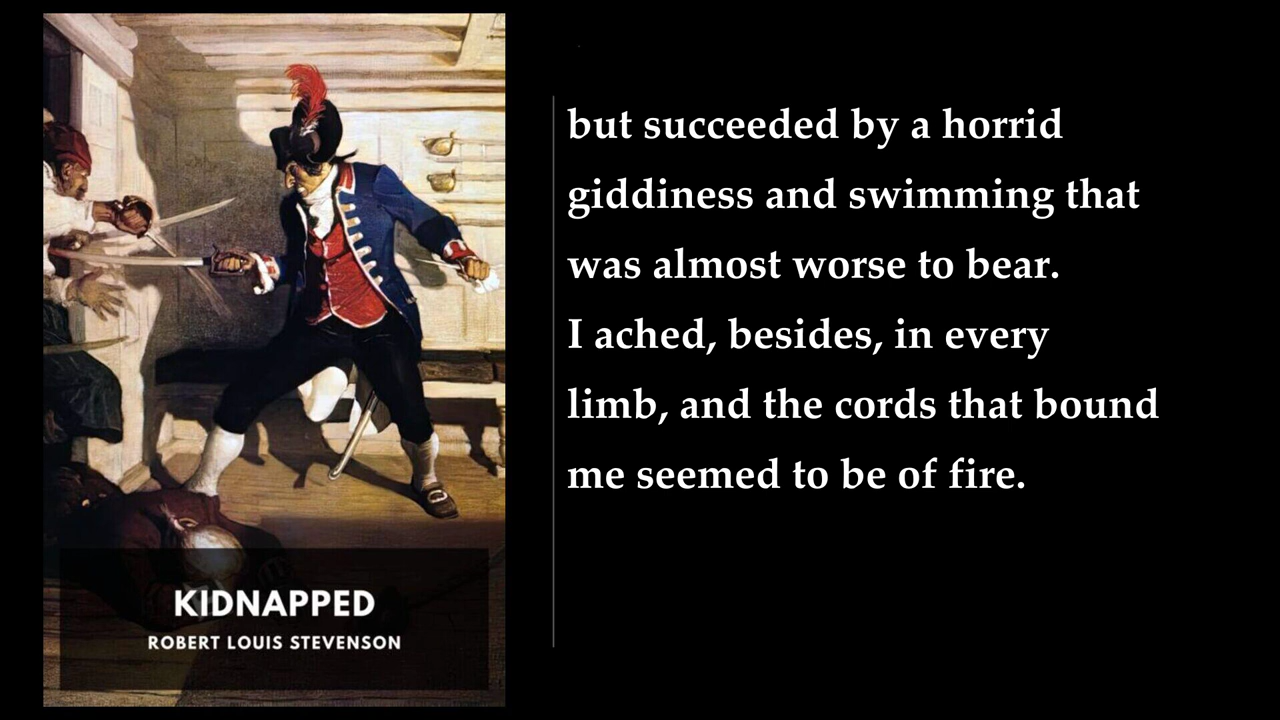 KIDNAPPED
ROBERT LOUIS STEVENSON
but succeeded by a horrid
giddiness and swimming that
was almost worse to bear.
I ached, besides, in every
limb, and the cords that bound
me seemed to be of fire.